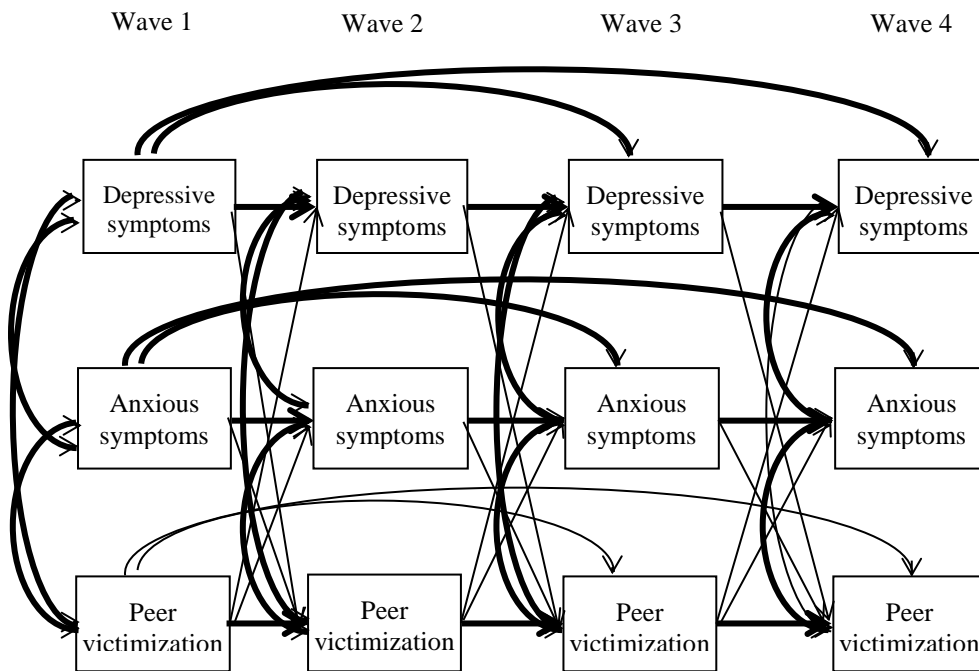 Wave 1
Wave 2
Wave 3
Wave 4
Depressive
symptoms
Depressive
symptoms
Depressive
symptoms
Depressive
symptoms
Anxious
symptoms
Anxious
symptoms
Anxious
symptoms
Anxious
symptoms
Peer
victimization
Peer
victimization
Peer
victimization
Peer
victimization